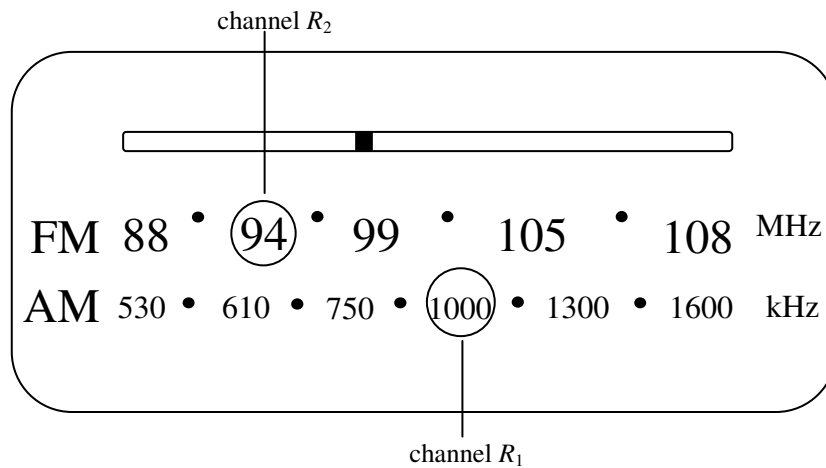 channel R₂
FM 88 • 94 • 99 • 105 • 108 MHz
AM 530 • 610 • 750 • 1000 • 1300 • 1600 kHz
channel R₁